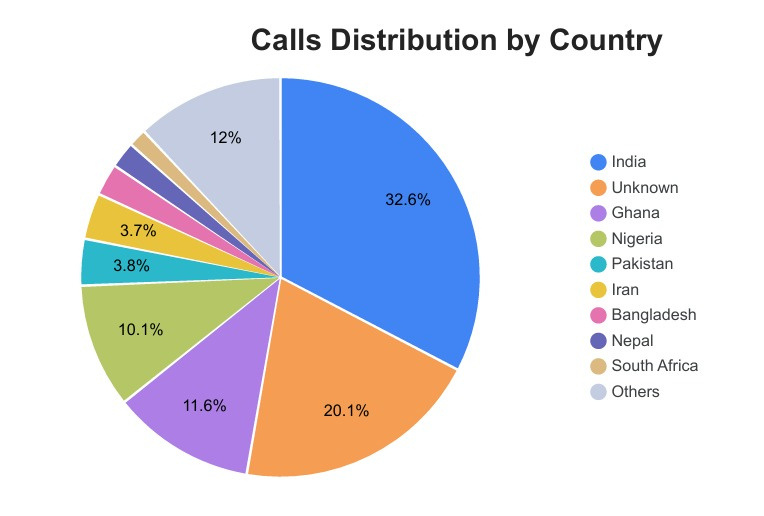 Calls Distribution by Country
12%
32.6%
3.7%
3.8%
10.1%
11.6%
20.1%
India
Unknown
Ghana
Nigeria
Pakistan
Iran
Bangladesh
Nepal
South Africa
Others